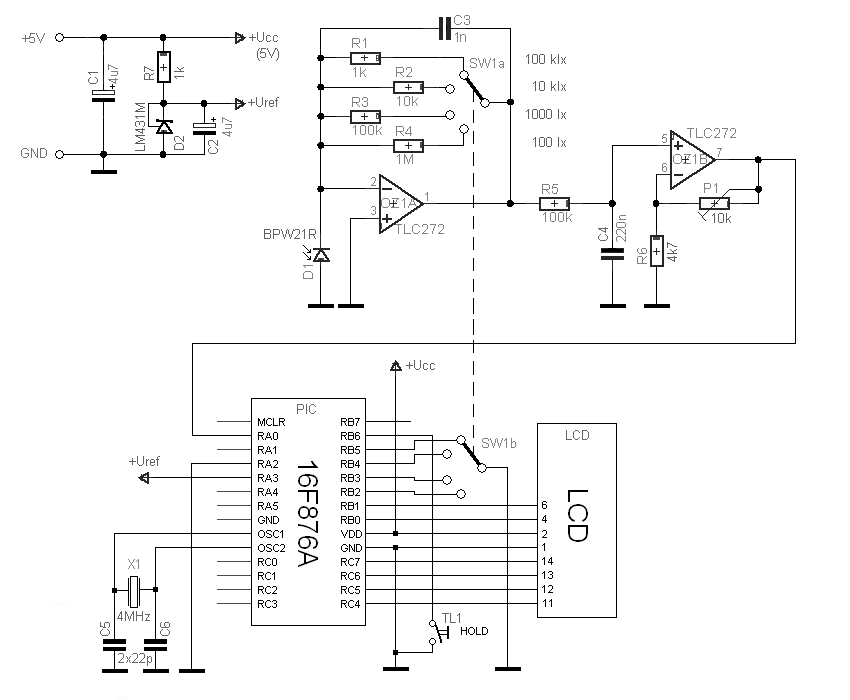 +5V
+Ucc
(5V)
C1
4u7
R7
1k
+Uref
LM431M
D2
C2
4u7
GND
C3
1n
R1
1k
SW1a
100 klx
R2
10k
10 klx
R3
100k
1000 lx
R4
1M
100 lx
2
3
1
OZ1A
TLC272
BPW21R
D1
R5
100k
C4
220n
TLC272
5
6
7
OZ1B
P1
10k
R6
4k7
+Ucc
PIC
16F876A
MCLR
RA0
RA1
RA2
RA3
RA4
RA5
GND
OSC1
OSC2
RC0
RC1
RC2
RC3
RB7
RB6
RB5
RB4
RB3
RB2
RB1
RB0
VDD
GND
RC7
RC6
RC5
RC4
+Uref
SW1b
LCD
LCD
6
4
2
1
14
13
12
11
X1
4MHz
C5
C6
2x22p
TL1
HOLD